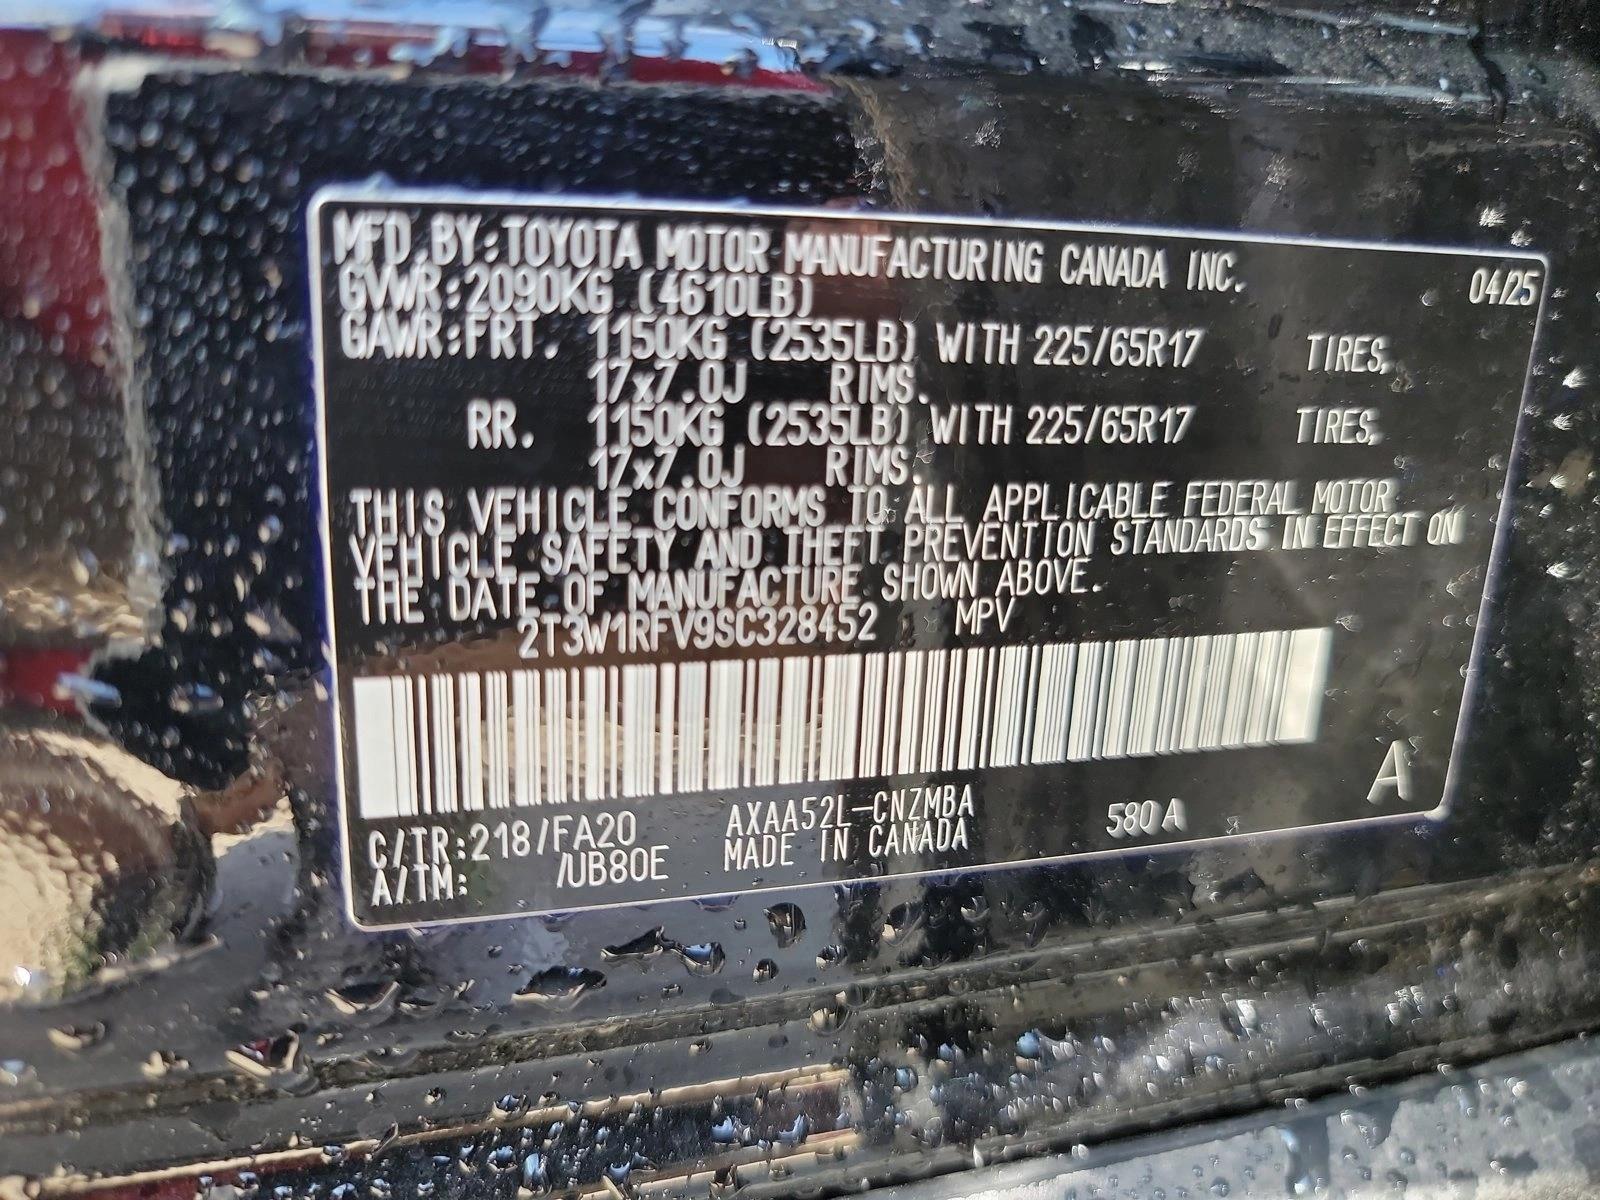 MFD.BY:TOYOTA MOTOR MANUFACTURING CANADA INC. 04/25
GVWR:2090KG (4610LB)
GAWR:FRT. 1150KG (2535LB) WITH 225/65R17 TIRES,
17x7.0J RIMS.
RR. 1150KG (2535LB) WITH 225/65R17 TIRES,
17x7.0J RIMS.
THIS VEHICLE CONFORMS TO ALL APPLICABLE FEDERAL MOTOR
VEHICLE SAFETY AND THEFT PREVENTION STANDARDS IN EFFECT ON
THE DATE OF MANUFACTURE SHOWN ABOVE.
2T3W1RFV9SC328452 MPV
A
C/TR:218/FA20 AXAA52L-CNZMBA 580A
A/TM: /UB80E MADE IN CANADA